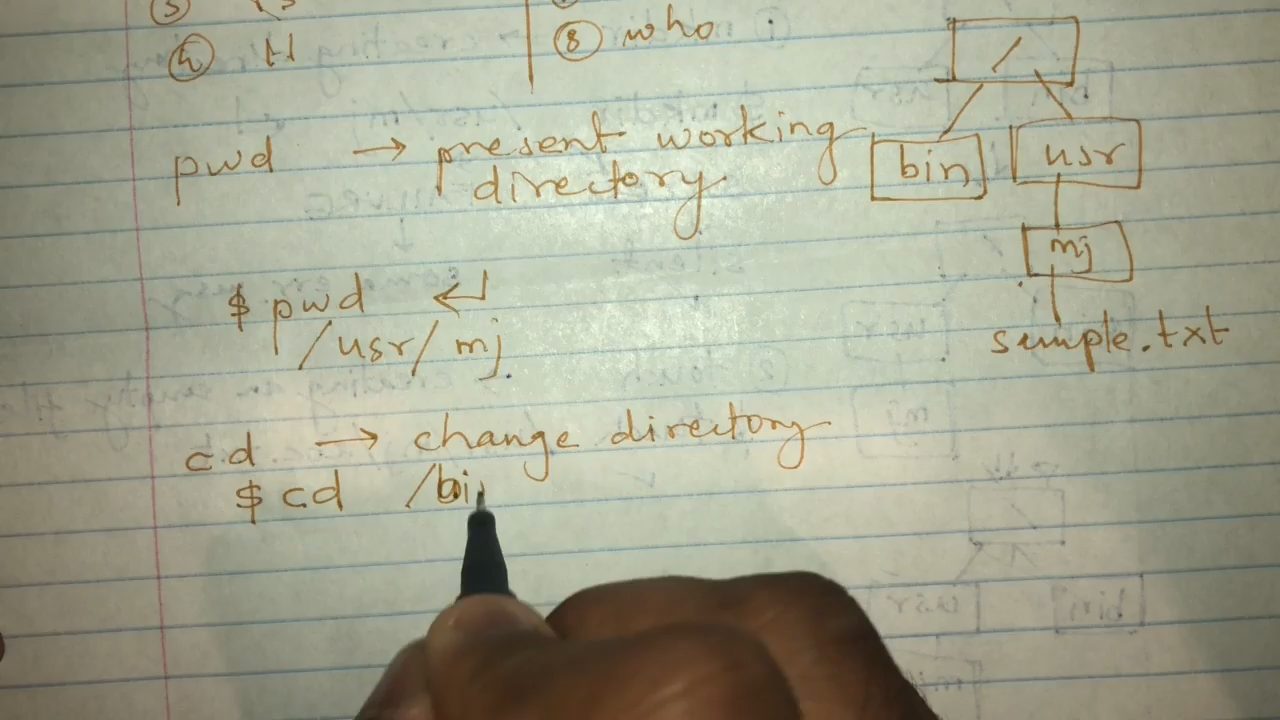 ⑧ who
/
pwd → present working
directory
bin
usr
mj
$ pwd ↵
/usr/mj
sample.txt
cd → change directory
$ cd /bi